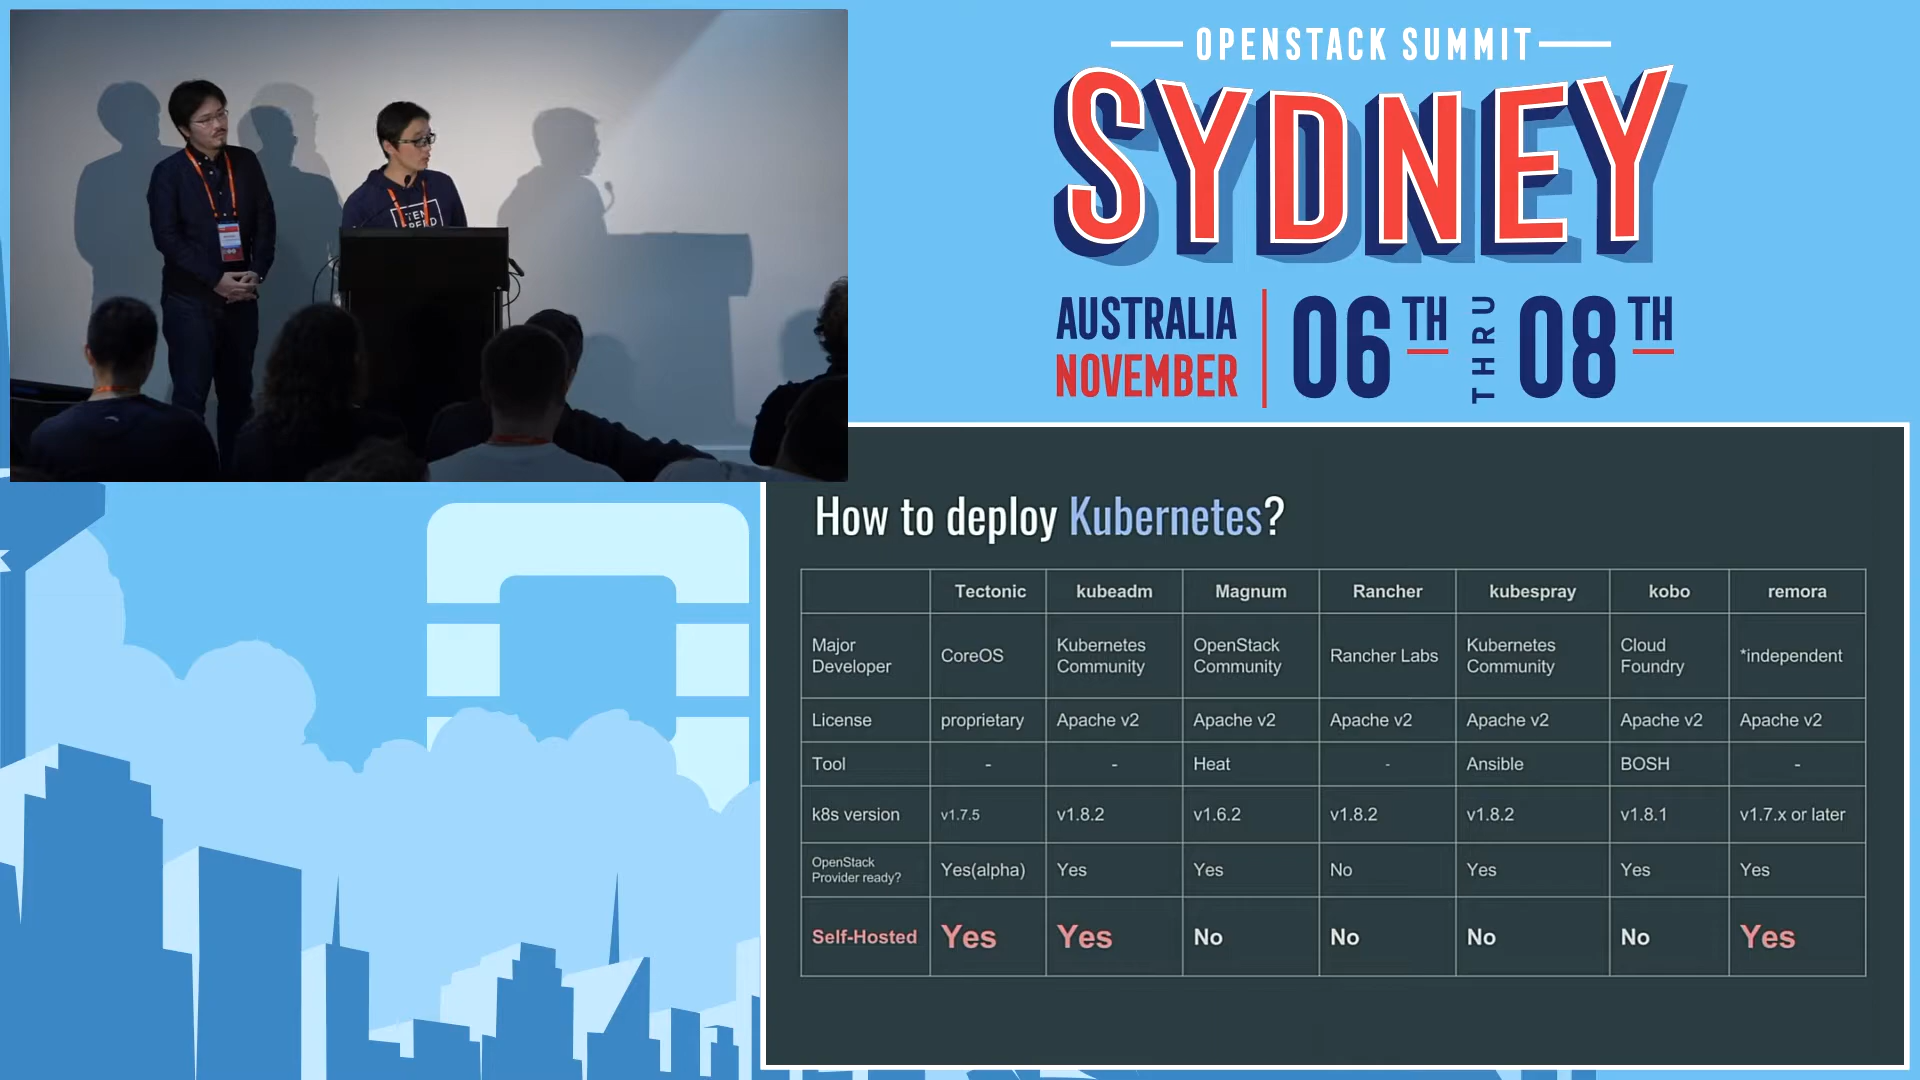 OPENSTACK SUMMIT
SYDNEY
AUSTRALIA
NOVEMBER
06TH THRU 08TH
How to deploy Kubernetes?
Tectonic kubeadm Magnum Rancher kubespray kobo remora
Major Developer CoreOS Kubernetes Community OpenStack Community Rancher Labs Kubernetes Community Cloud Foundry *independent
License proprietary Apache v2 Apache v2 Apache v2 Apache v2 Apache v2 Apache v2
Tool - - Heat - Ansible BOSH -
k8s version v1.7.5 v1.8.2 v1.6.2 v1.8.2 v1.8.2 v1.8.1 v1.7.x or later
OpenStack Provider ready? Yes(alpha) Yes Yes No Yes Yes Yes
Self-Hosted Yes Yes No No No No Yes